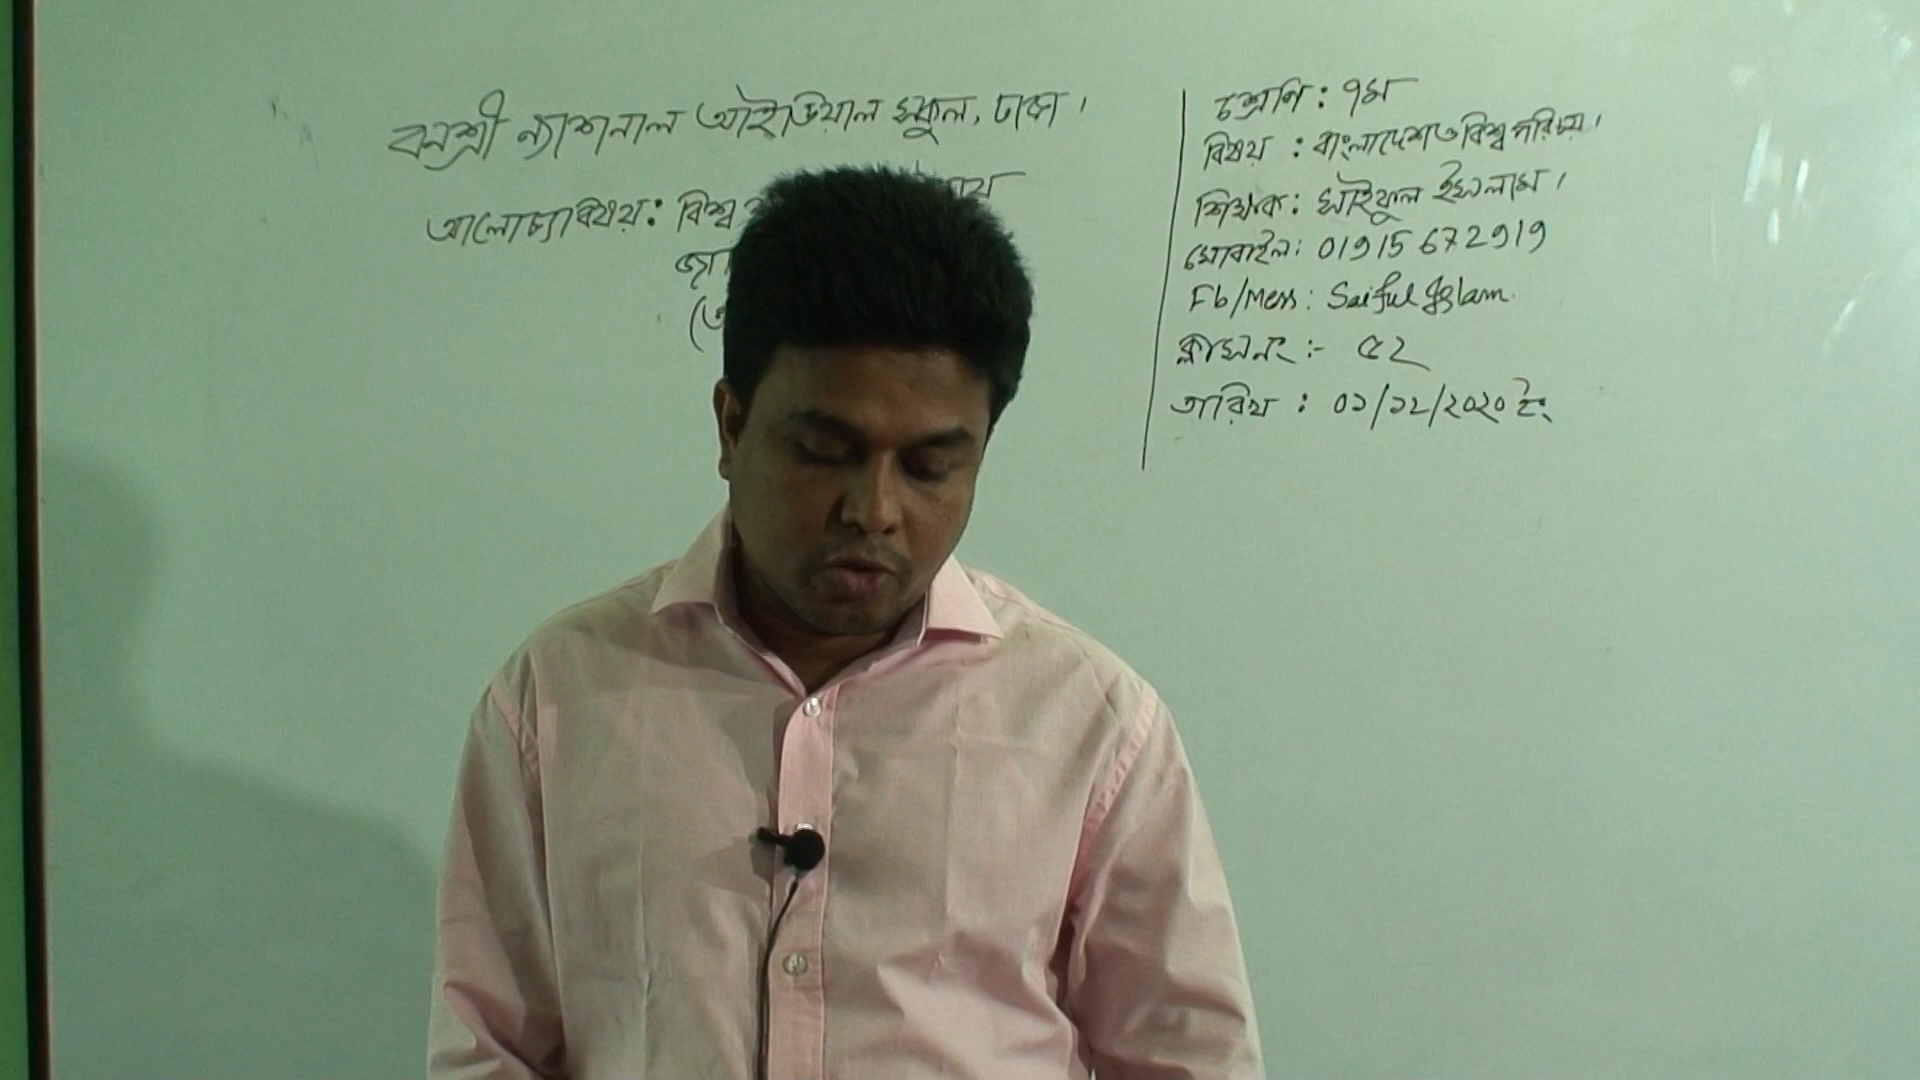 বনশ্রী ন্যাশনাল আইডিয়াল স্কুল, ঢাকা।
আলোচ্যবিষয়: বিশ্ব
শ্রেণি: ৭ম
বিষয় : বাংলাদেশ ও বিশ্বপরিচয়।
শিক্ষক: সাইফুল ইসলাম।
মোবাইল: 01915 672919
Fb/Mess: Saiful Islam.
ক্লাস নং :- ৫২
তারিখ : ০১/১২/২০২০ ইং